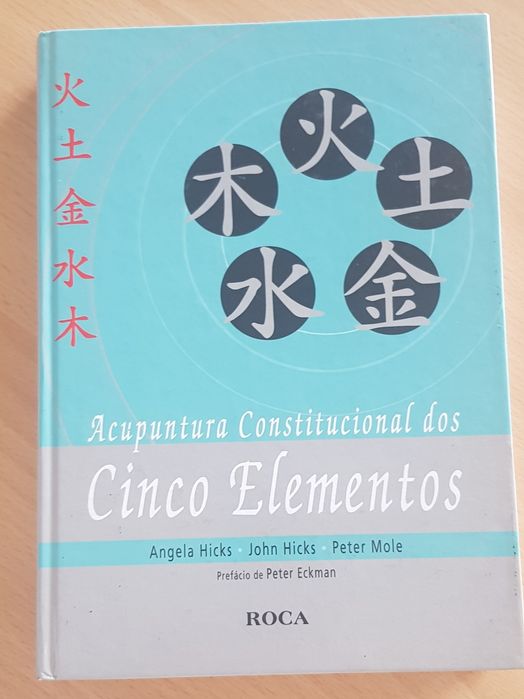 火
土
金
水
木
火
木
土
水
金
Acupuntura Constitucional dos
Cinco Elementos
Angela Hicks • John Hicks • Peter Mole
Prefácio de Peter Eckman
ROCA